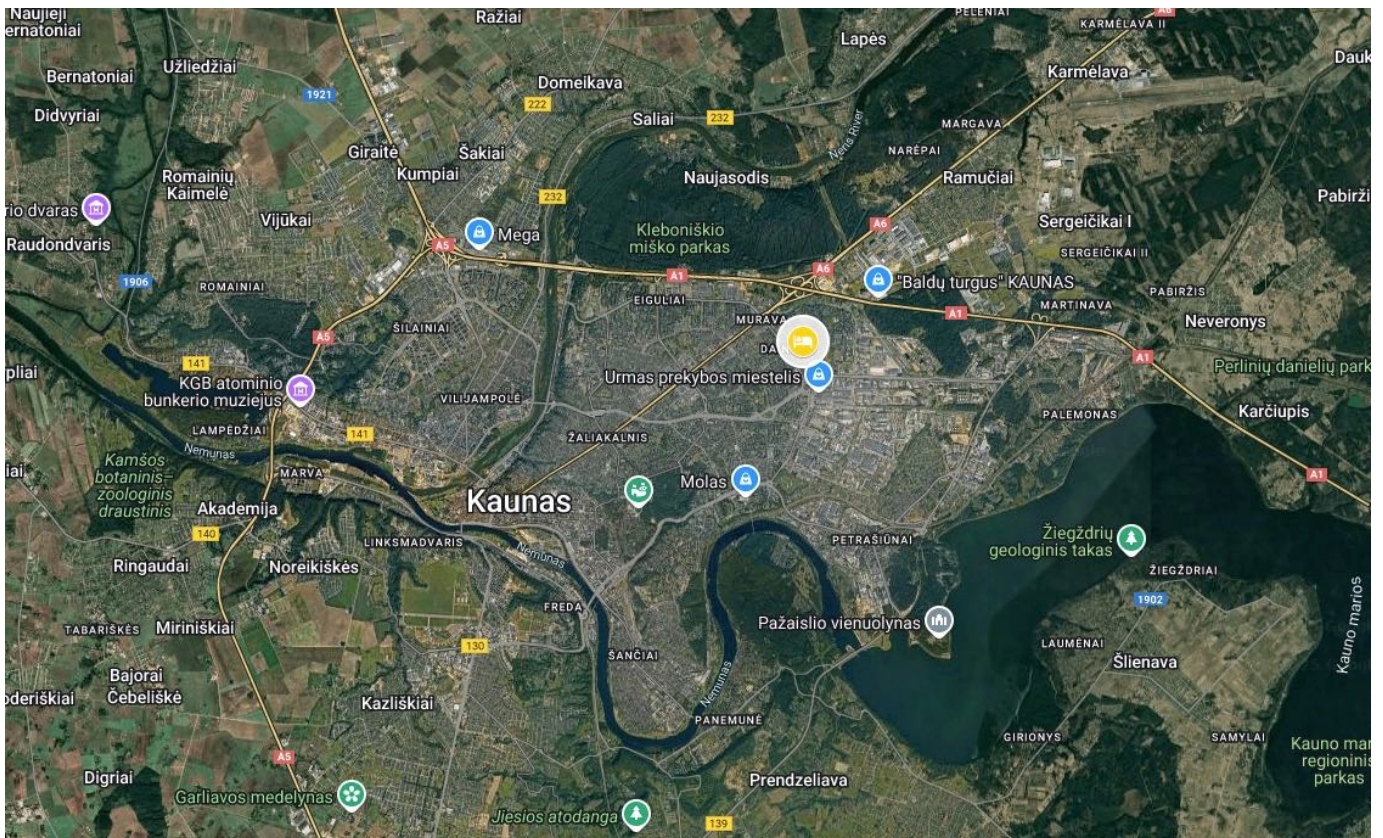 Naujieji
ernatoniai
Ražiai
PELENIAI
A6
KARMĖLAVA II
Lapės
Užliedžiai
Bernatoniai
Domeikava
Karmėlava
Dauk
1921
222
Didvyriai
Saliai
232
Neris River
MARGAVA
Giraitė
Šakiai
NARĖPAI
Romainių
Kaimelė
Kumpiai
Naujasodis
Ramučiai
232
Pabirži
rio dvaras
Vijūkai
Mega
Kleboniškio
miško parkas
A6
Sergeičikai I
Raudondvaris
A5
SERGEIČIKAI II
A1
A6
1906
ROMAINIAI
"Baldų turgus" KAUNAS
PABIRŽIS
EIGULIAI
MARTINAVA
A1
MURAVA
Neveronys
ŠILAINIAI
A5
DA
A1
141
pliai
Perlinių danielių park
KGB atominio
bunkerio muziejus
Urmas prekybos miestelis
VILIJAMPOLĖ
PALEMONAS
Karčiupis
LAMPĖDŽIAI
141
ŽALIAKALNIS
Nemunas
iai
Kamšos
botaninis–
zoologinis
draustinis
MARVA
A1
Molas
Kaunas
Akademija
140
LINKSMADVARIS
PETRAŠIŪNAI
Žiegždrių
geologinis takas
Nemunas
Ringaudai
Noreikiškės
ŽIEGŽDRIAI
1902
FREDA
Kauno marios
TABARIŠKĖS
Miriniškiai
Pažaislio vienuolynas
130
LAUMĖNAI
ŠANČIAI
Šlienava
Bajorai
Čebeliškė
oderiškiai
Nemunas
Kazliškiai
PANEMUNĖ
GIRIONYS
SAMYLAI
Kauno mar
regioninis
parkas
A5
Digriai
Prendzeliava
Garliavos medelynas
Jiesios atodanga
139